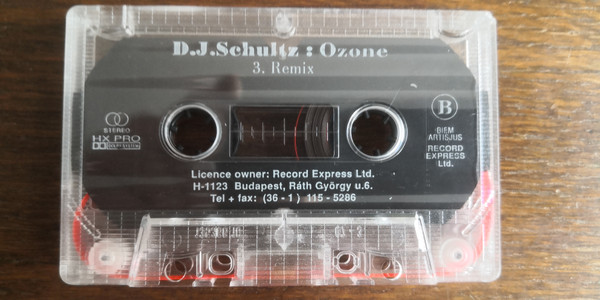 D.J.Schultz : Ozone
3. Remix
STEREO
HX PRO
B
BIEM
ARTISJUS
RECORD
EXPRESS
Ltd.
Licence owner: Record Express Ltd.
H-1123 Budapest, Ráth György u.6.
Tel + fax: (36 - 1) 115 - 5286